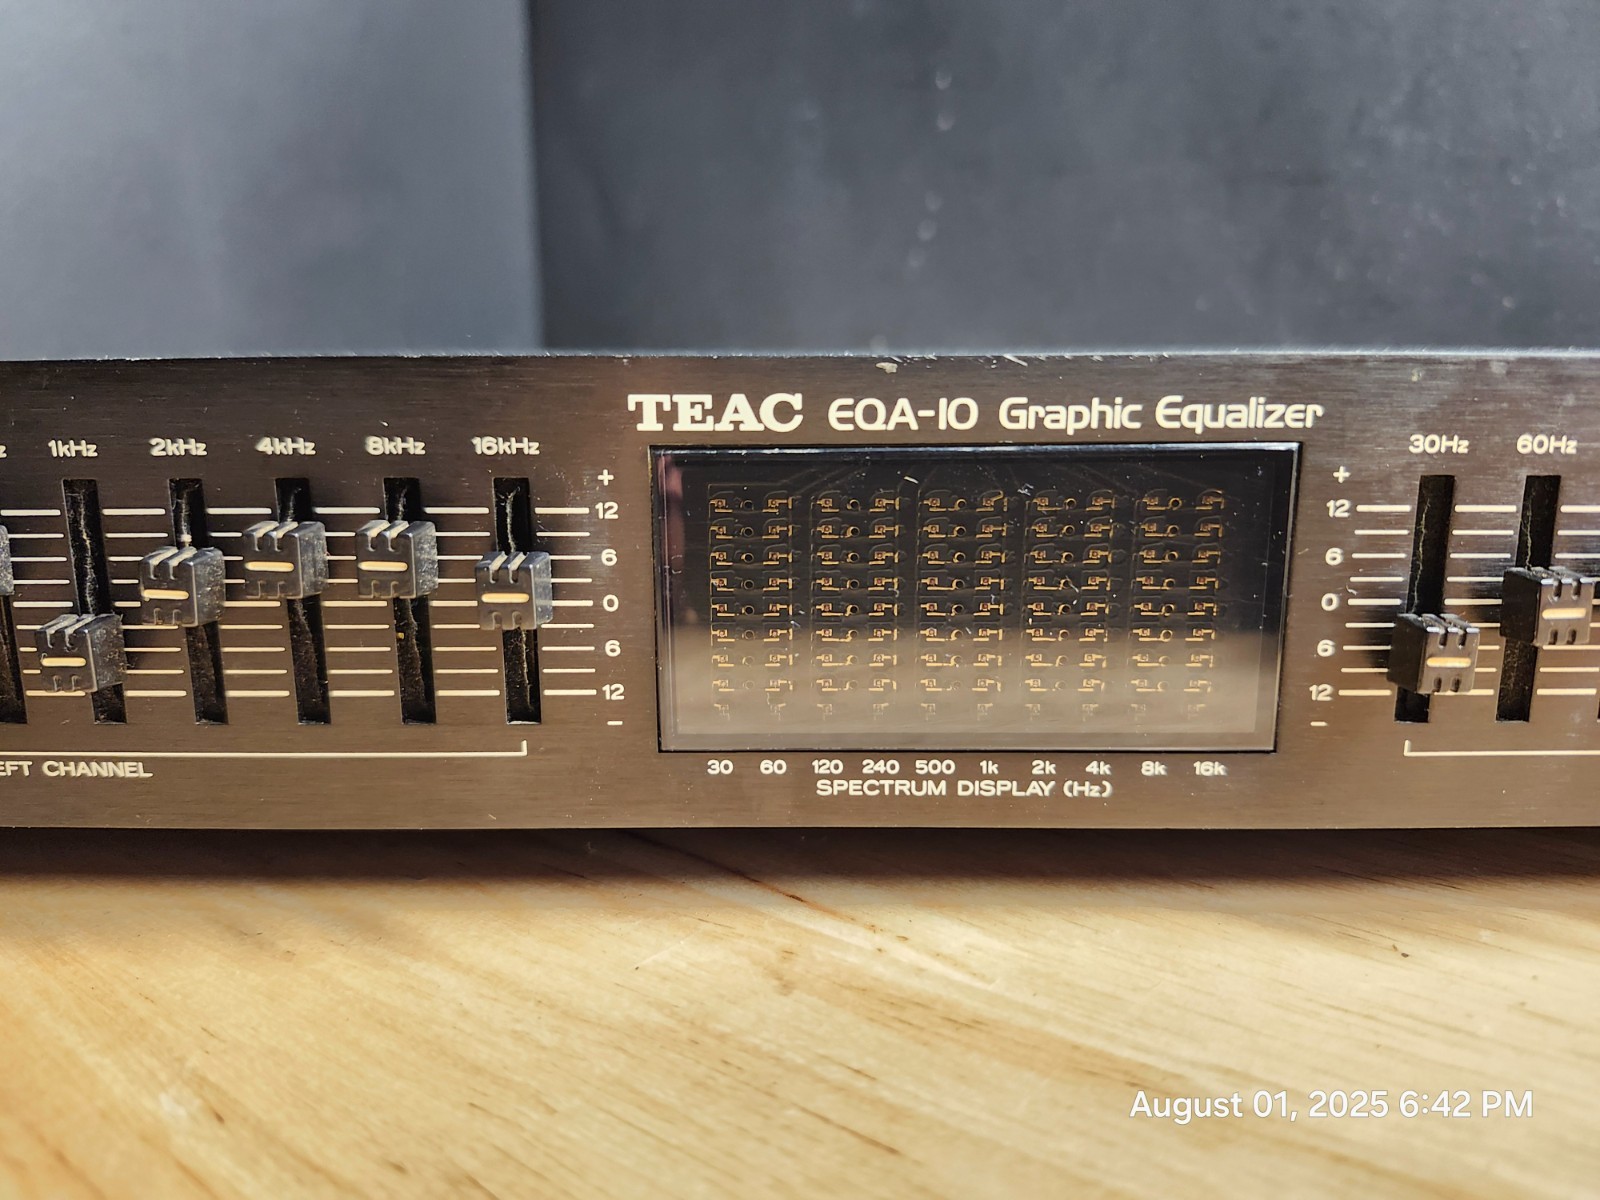 TEAC EQA-10 Graphic Equalizer
1kHz 2kHz 4kHz 8kHz 16kHz
30Hz 60Hz
+
12
6
0
6
12
−
+
12
6
0
6
12
−
CHANNEL
30 60 120 240 500 1k 2k 4k 8k 16k
SPECTRUM DISPLAY (Hz)
August 01, 2025 6:42 PM